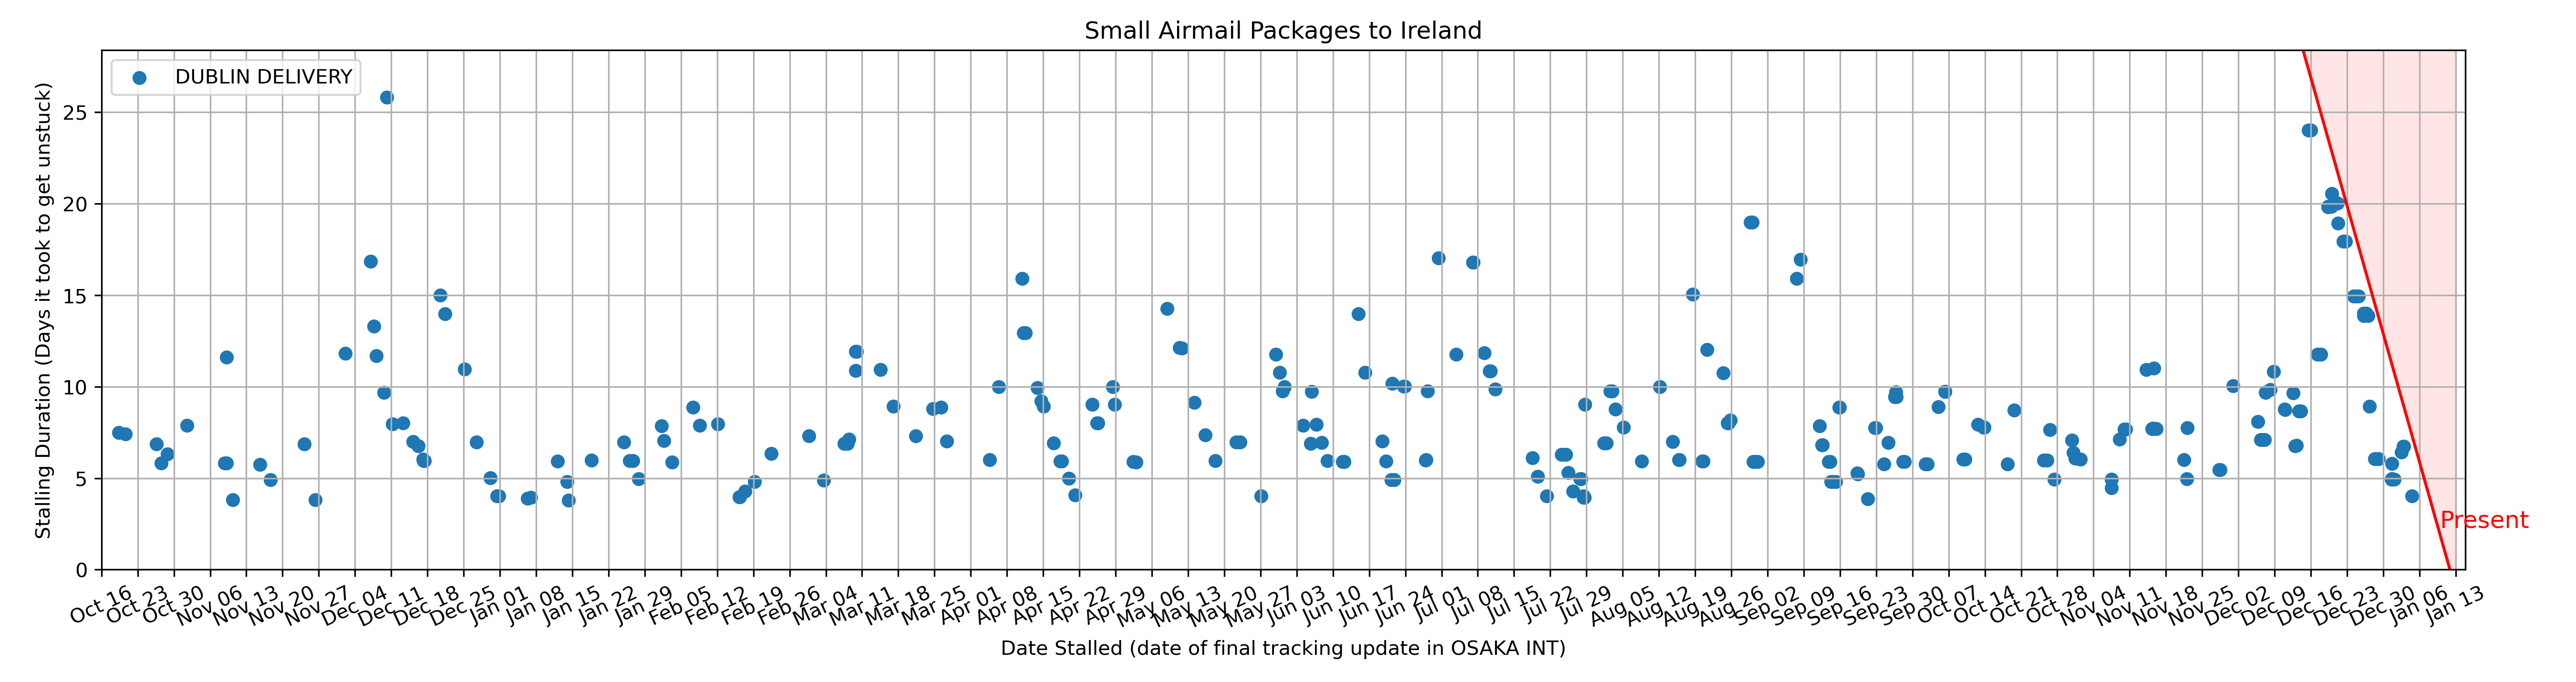 Small Airmail Packages to Ireland
DUBLIN DELIVERY
Stalling Duration (Days it took to get unstuck)
25
20
15
10
5
0
Present
Oct 16
Oct 23
Oct 30
Nov 06
Nov 13
Nov 20
Nov 27
Dec 04
Dec 11
Dec 18
Dec 25
Jan 01
Jan 08
Jan 15
Jan 22
Jan 29
Feb 05
Feb 12
Feb 19
Feb 26
Mar 04
Mar 11
Mar 18
Mar 25
Apr 01
Apr 08
Apr 15
Apr 22
Apr 29
May 06
May 13
May 20
May 27
Jun 03
Jun 10
Jun 17
Jun 24
Jul 01
Jul 08
Jul 15
Jul 22
Jul 29
Aug 05
Aug 12
Aug 19
Aug 26
Sep 02
Sep 09
Sep 16
Sep 23
Sep 30
Oct 07
Oct 14
Oct 21
Oct 28
Nov 04
Nov 11
Nov 18
Nov 25
Dec 02
Dec 09
Dec 16
Dec 23
Dec 30
Jan 06
Jan 13
Date Stalled (date of final tracking update in OSAKA INT)